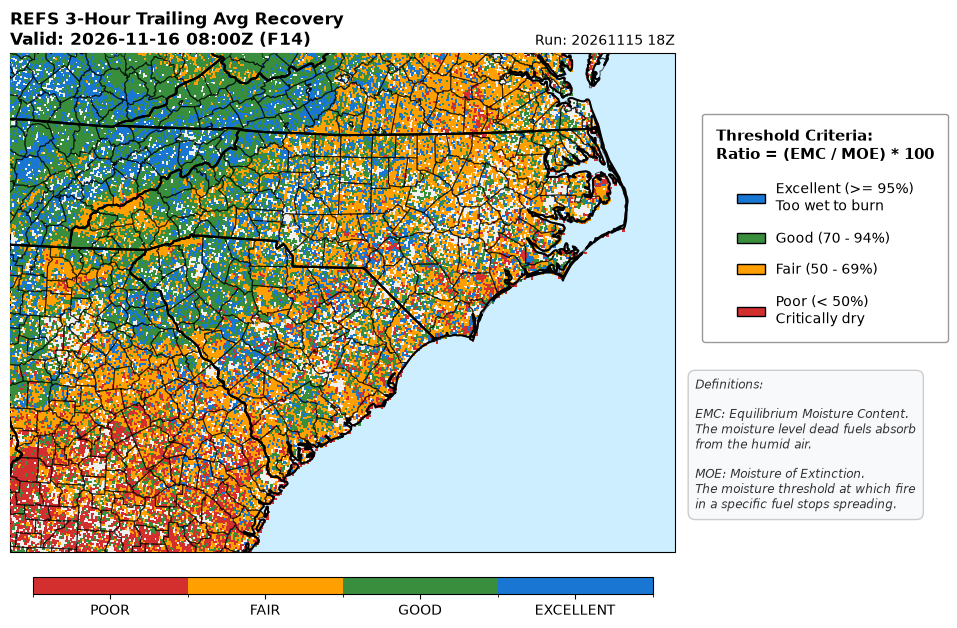 REFS 3-Hour Trailing Avg Recovery
Valid: 2026-11-16 08:00Z (F14)
Run: 20261115 18Z
Threshold Criteria:
Ratio = (EMC / MOE) * 100
Excellent (>= 95%)
Too wet to burn
Good (70 - 94%)
Fair (50 - 69%)
Poor (< 50%)
Critically dry
Definitions:
EMC: Equilibrium Moisture Content.
The moisture level dead fuels absorb
from the humid air.
MOE: Moisture of Extinction.
The moisture threshold at which fire
in a specific fuel stops spreading.
POOR
FAIR
GOOD
EXCELLENT